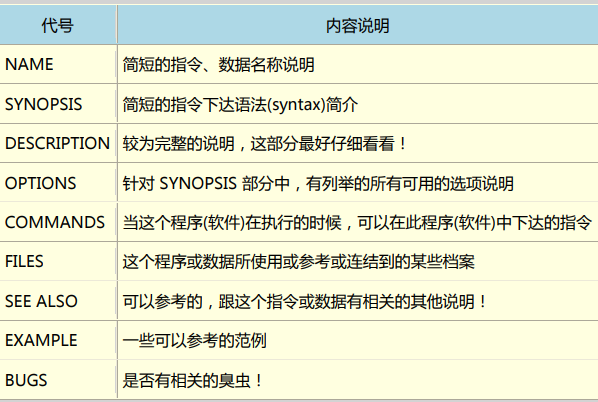 代号 内容说明
NAME 简短的指令、数据名称说明
SYNOPSIS 简短的指令下达语法(syntax)简介
DESCRIPTION 较为完整的说明，这部分最好仔细看看！
OPTIONS 针对 SYNOPSIS 部分中，有列举的所有可用的选项说明
COMMANDS 当这个程序(软件)在执行的时候，可以在此程序(软件)中下达的指令
FILES 这个程序或数据所使用或参考或连结到的某些档案
SEE ALSO 可以参考的，跟这个指令或数据有相关的其他说明！
EXAMPLE 一些可以参考的范例
BUGS 是否有相关的臭虫！